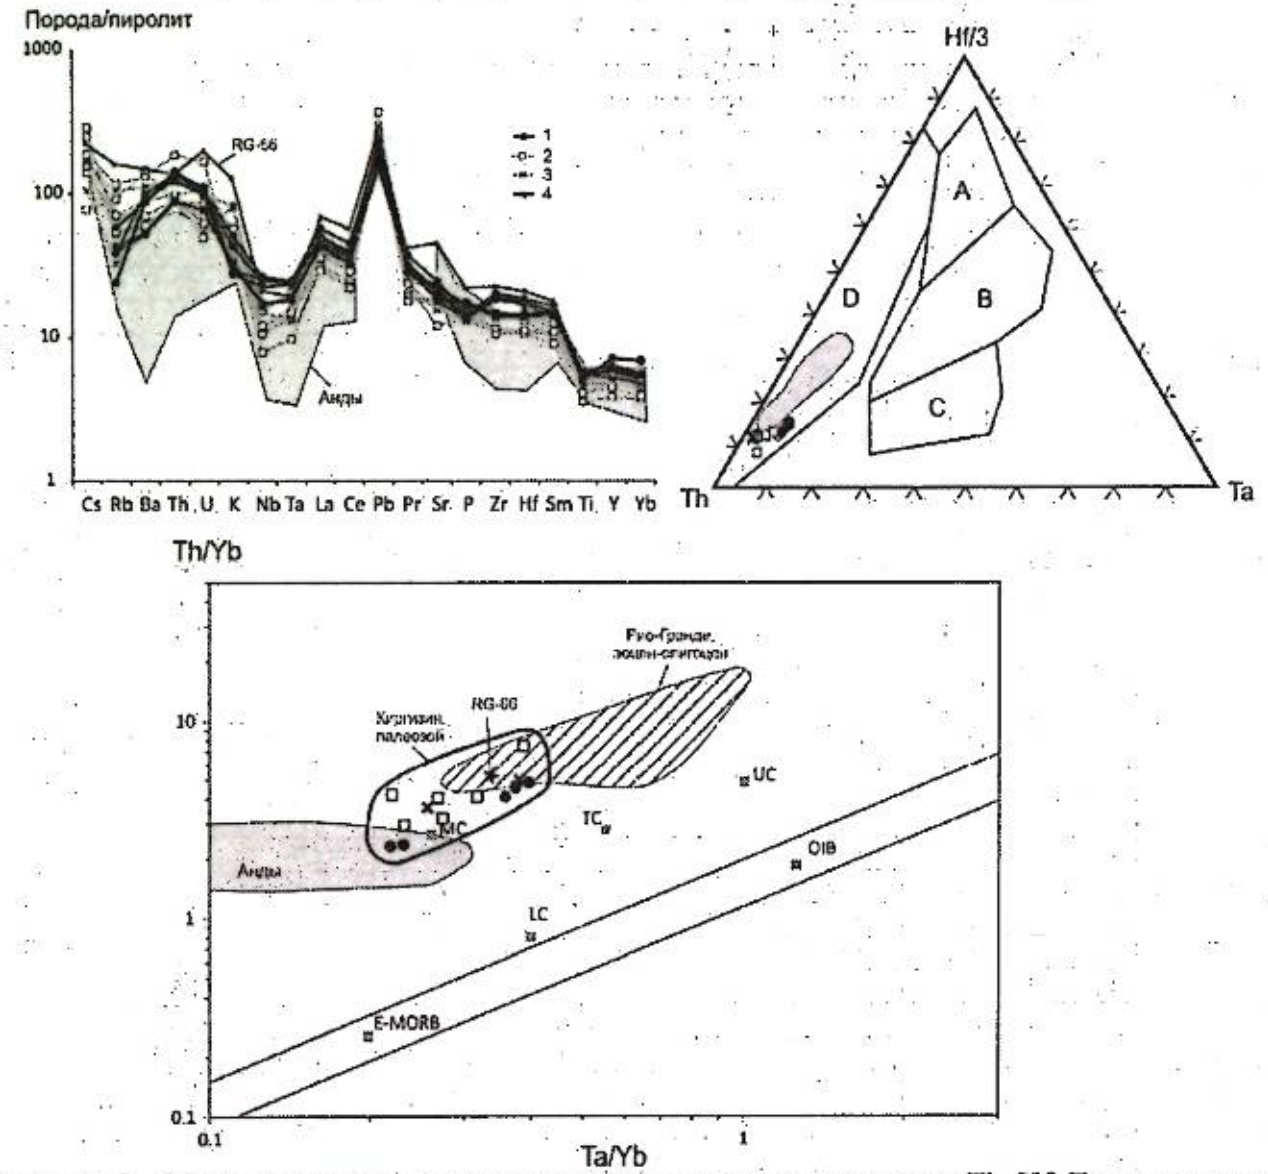 Порода/пиролит
1000
100
10
1
RG-66
Анды
1
2
3
4
Cs Rb Ba Th U K Nb Ta La Ce Pb Pr Sr P Zr Hf Sm Ti Y Yb
Hf/3
A
B
C
D
Th
Ta
Th/Yb
10
1
0.1
0.1
1
Ta/Yb
Рио-Гранде,
эоцен-олигоцен
RG-66
Киргизия,
палеозой
UC
TC
MC
Анды
OIB
LC
E-MORB